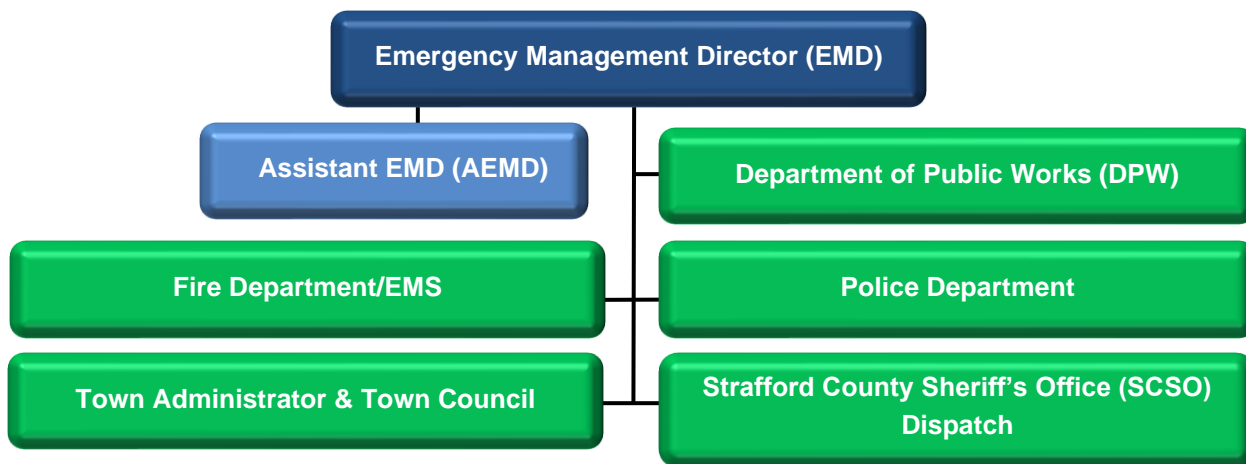 Emergency Management Director (EMD)
Assistant EMD (AEMD)
Department of Public Works (DPW)
Fire Department/EMS
Police Department
Town Administrator & Town Council
Strafford County Sheriff’s Office (SCSO)
Dispatch